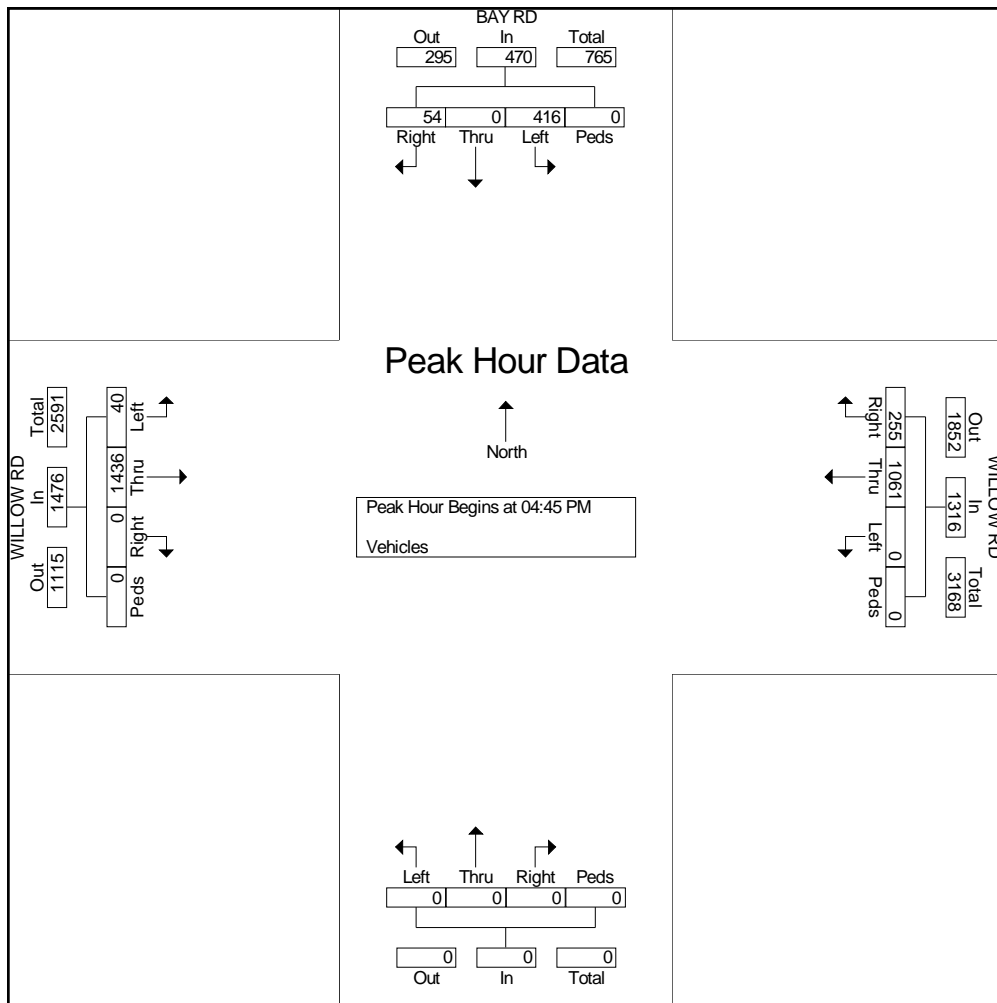 BAY RD
Out In Total
295 470 765
54 0 416 0
Right Thru Left Peds
Peak Hour Data
North
Peak Hour Begins at 04:45 PM
Vehicles
WILLOW RD
Out In Total
1115 1476 2591
Left Thru Right Peds
40 1436 0 0
WILLOW RD
Out In Total
1852 1316 3168
Right Thru Left Peds
255 1061 0 0
Left Thru Right Peds
0 0 0 0
0 0 0
Out In Total